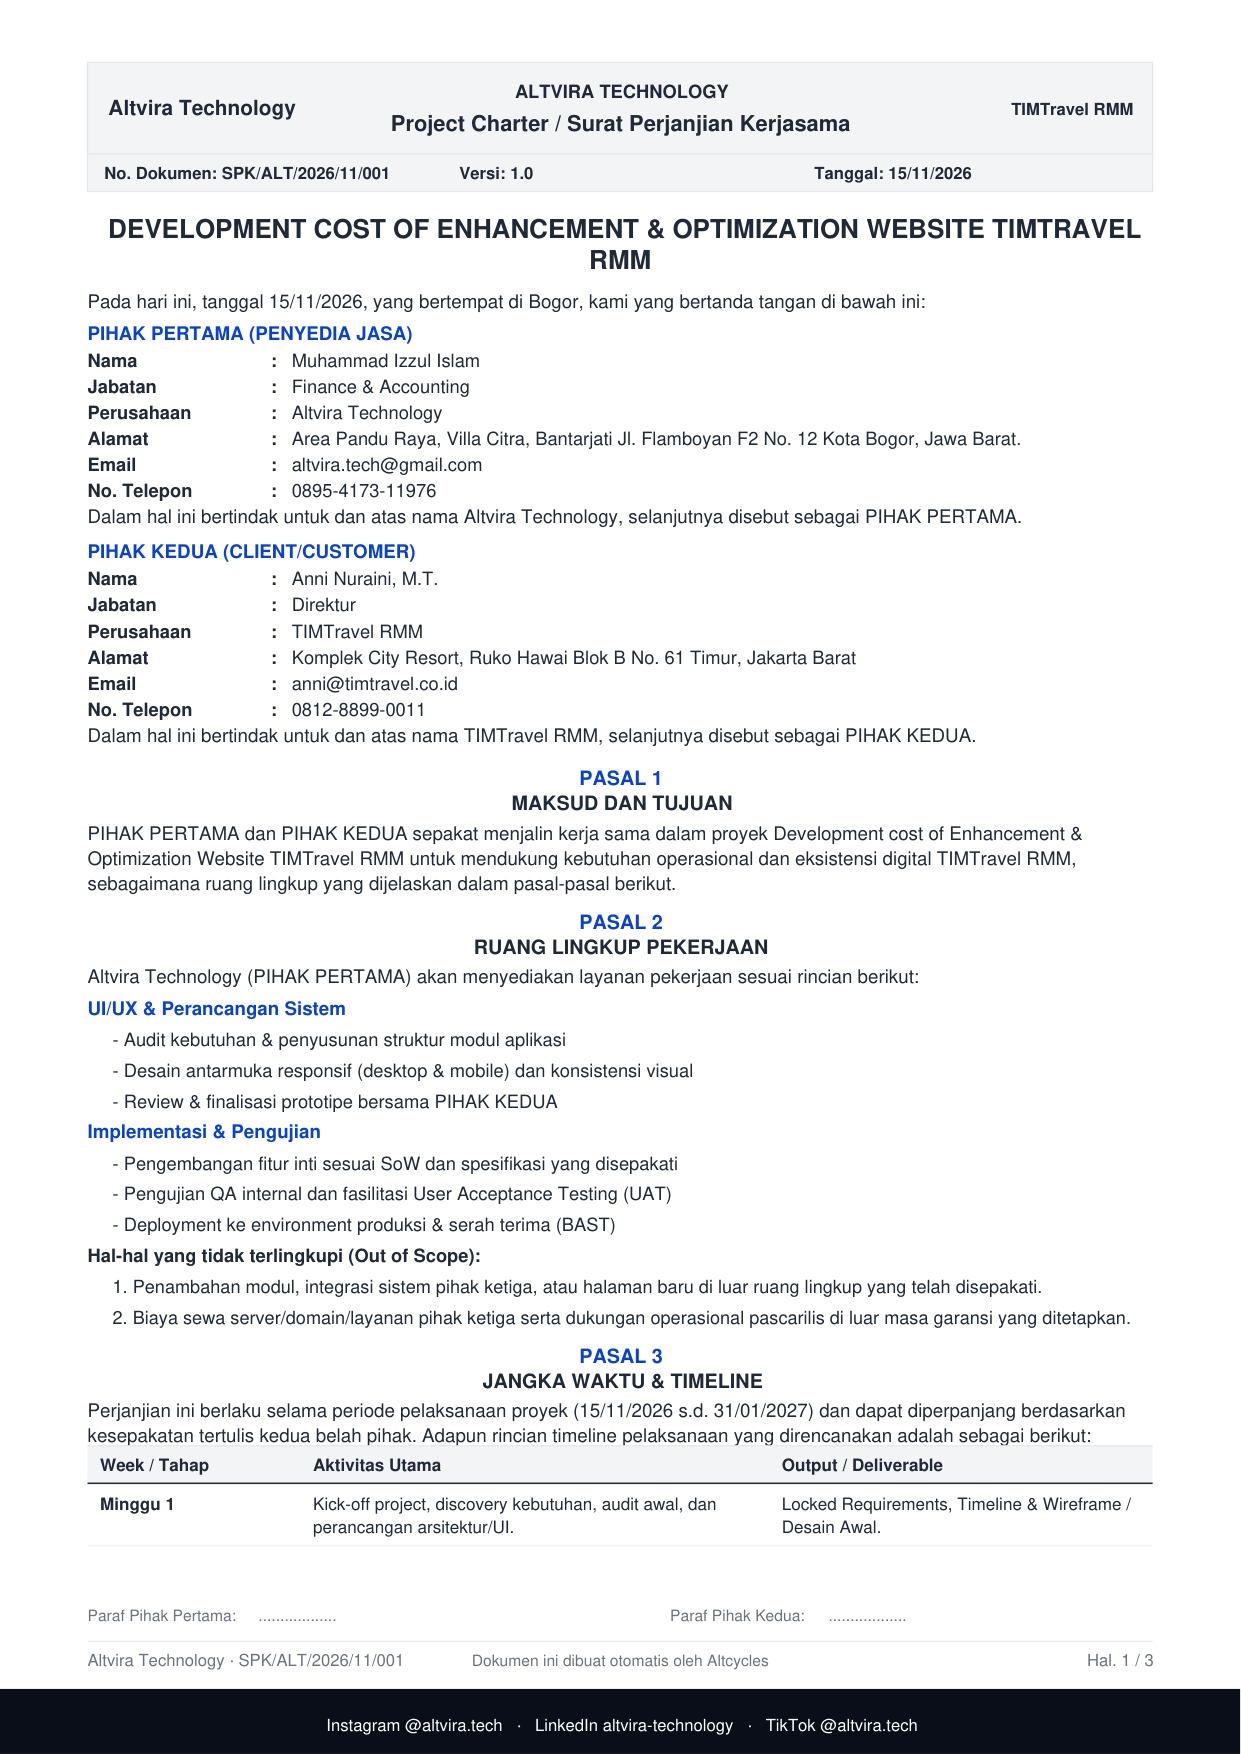 Altvira Technology
ALTVIRA TECHNOLOGY
Project Charter / Surat Perjanjian Kerjasama
TIMTravel RMM
No. Dokumen: SPK/ALT/2026/11/001 Versi: 1.0 Tanggal: 15/11/2026
DEVELOPMENT COST OF ENHANCEMENT & OPTIMIZATION WEBSITE TIMTRAVEL
RMM
Pada hari ini, tanggal 15/11/2026, yang bertempat di Bogor, kami yang bertanda tangan di bawah ini:
PIHAK PERTAMA (PENYEDIA JASA)
Nama : Muhammad Izzul Islam
Jabatan : Finance & Accounting
Perusahaan : Altvira Technology
Alamat : Area Pandu Raya, Villa Citra, Bantarjati Jl. Flamboyan F2 No. 12 Kota Bogor, Jawa Barat.
Email : altvira.tech@gmail.com
No. Telepon : 0895-4173-11976
Dalam hal ini bertindak untuk dan atas nama Altvira Technology, selanjutnya disebut sebagai PIHAK PERTAMA.
PIHAK KEDUA (CLIENT/CUSTOMER)
Nama : Anni Nuraini, M.T.
Jabatan : Direktur
Perusahaan : TIMTravel RMM
Alamat : Komplek City Resort, Ruko Hawai Blok B No. 61 Timur, Jakarta Barat
Email : anni@timtravel.co.id
No. Telepon : 0812-8899-0011
Dalam hal ini bertindak untuk dan atas nama TIMTravel RMM, selanjutnya disebut sebagai PIHAK KEDUA.
PASAL 1
MAKSUD DAN TUJUAN
PIHAK PERTAMA dan PIHAK KEDUA sepakat menjalin kerja sama dalam proyek Development cost of Enhancement &
Optimization Website TIMTravel RMM untuk mendukung kebutuhan operasional dan eksistensi digital TIMTravel RMM,
sebagaimana ruang lingkup yang dijelaskan dalam pasal-pasal berikut.
PASAL 2
RUANG LINGKUP PEKERJAAN
Altvira Technology (PIHAK PERTAMA) akan menyediakan layanan pekerjaan sesuai rincian berikut:
UI/UX & Perancangan Sistem
- Audit kebutuhan & penyusunan struktur modul aplikasi
- Desain antarmuka responsif (desktop & mobile) dan konsistensi visual
- Review & finalisasi prototipe bersama PIHAK KEDUA
Implementasi & Pengujian
- Pengembangan fitur inti sesuai SoW dan spesifikasi yang disepakati
- Pengujian QA internal dan fasilitasi User Acceptance Testing (UAT)
- Deployment ke environment produksi & serah terima (BAST)
Hal-hal yang tidak terlingkupi (Out of Scope):
1. Penambahan modul, integrasi sistem pihak ketiga, atau halaman baru di luar ruang lingkup yang telah disepakati.
2. Biaya sewa server/domain/layanan pihak ketiga serta dukungan operasional pascarilis di luar masa garansi yang ditetapkan.
PASAL 3
JANGKA WAKTU & TIMELINE
Perjanjian ini berlaku selama periode pelaksanaan proyek (15/11/2026 s.d. 31/01/2027) dan dapat diperpanjang berdasarkan
kesepakatan tertulis kedua belah pihak. Adapun rincian timeline pelaksanaan yang direncanakan adalah sebagai berikut:
Week / Tahap Aktivitas Utama Output / Deliverable
Minggu 1 Kick-off project, discovery kebutuhan, audit awal, dan Locked Requirements, Timeline & Wireframe /
perancangan arsitektur/UI. Desain Awal.
Paraf Pihak Pertama: .................. Paraf Pihak Kedua: ..................
Altvira Technology · SPK/ALT/2026/11/001 Dokumen ini dibuat otomatis oleh Altcycles Hal. 1 / 3
Instagram @altvira.tech · LinkedIn altvira-technology · TikTok @altvira.tech